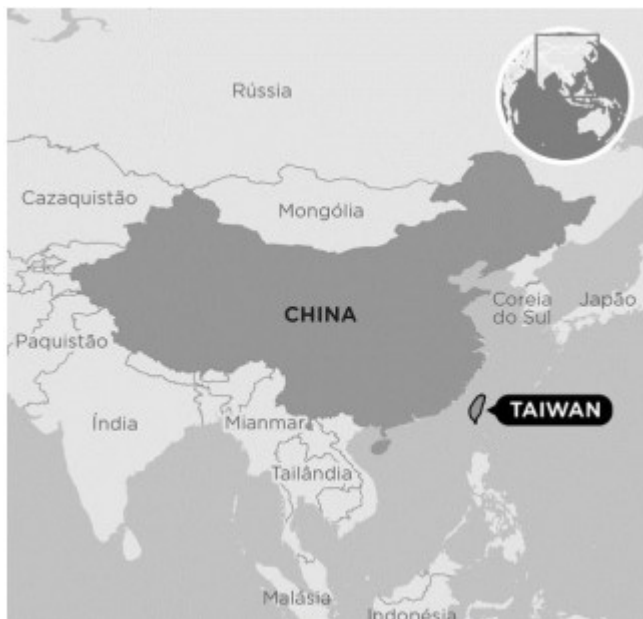 Rússia
Cazaquistão
Mongólia
CHINA
Coreia
do Sul
Japão
Paquistão
TAIWAN
Índia
Mianmar
Tailândia
Malásia
Indonésia